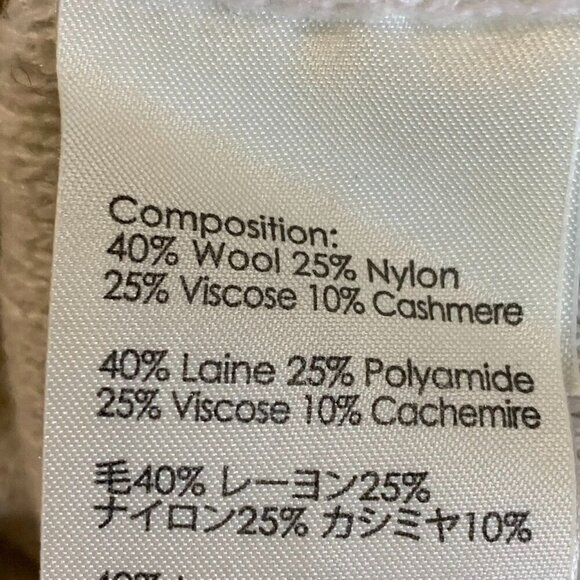 Composition:
40% Wool 25% Nylon
25% Viscose 10% Cashmere
40% Laine 25% Polyamide
25% Viscose 10% Cachemire
毛40% レーヨン25%
ナイロン25% カシミヤ10%
40%